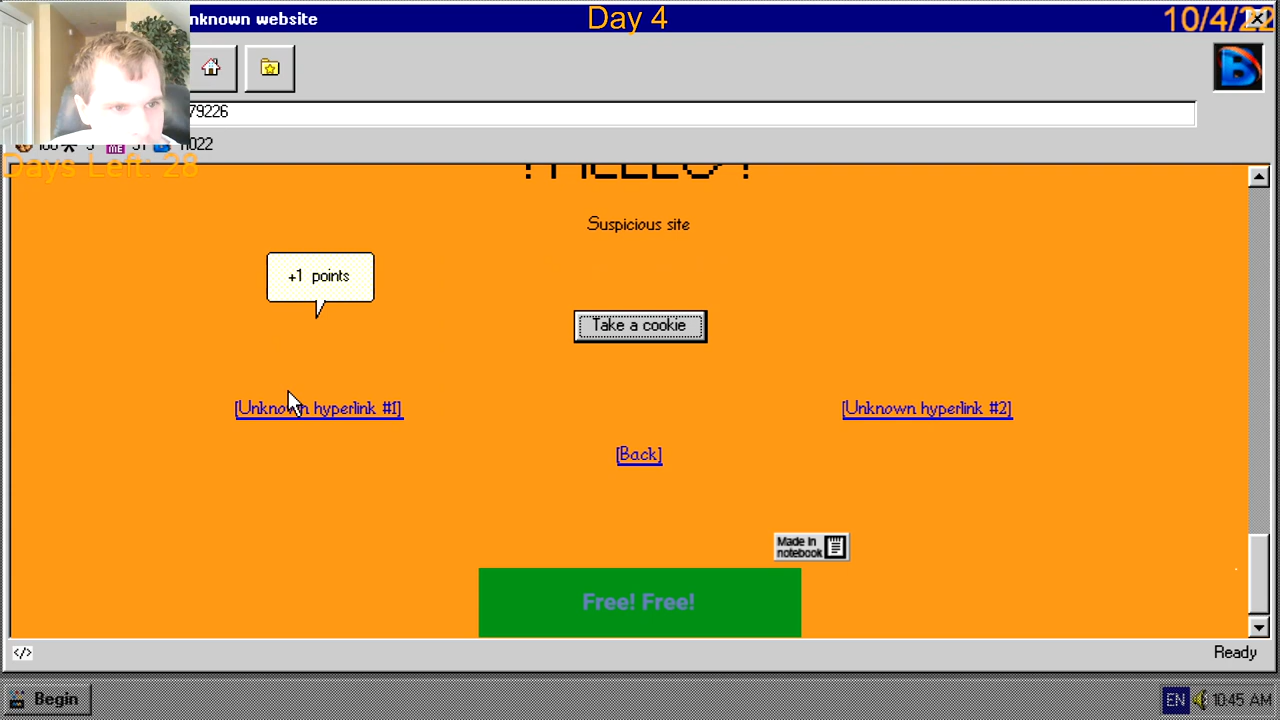 nknown website
Day 4
10/4/22
79226
Days Left: 28
! HELLO !
Suspicious site
+1 points
Take a cookie
[Unknown hyperlink #1]
[Unknown hyperlink #2]
[Back]
Made in
notebook
Free! Free!
</>
Ready
Begin
EN
10:45 AM